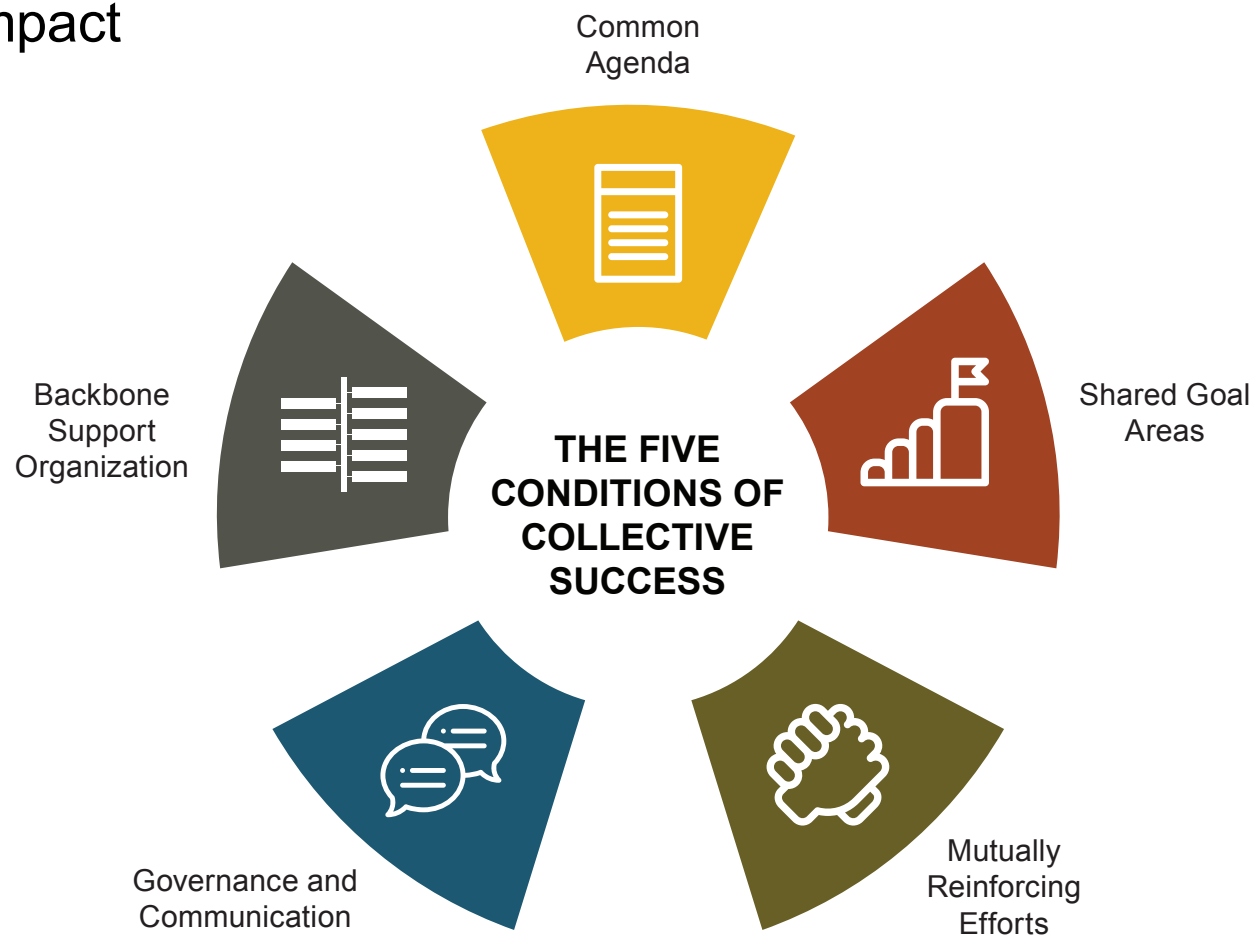 mpact
Common
Agenda
Shared Goal
Areas
Mutually
Reinforcing
Efforts
Governance and
Communication
Backbone
Support
Organization
THE FIVE
CONDITIONS OF
COLLECTIVE
SUCCESS